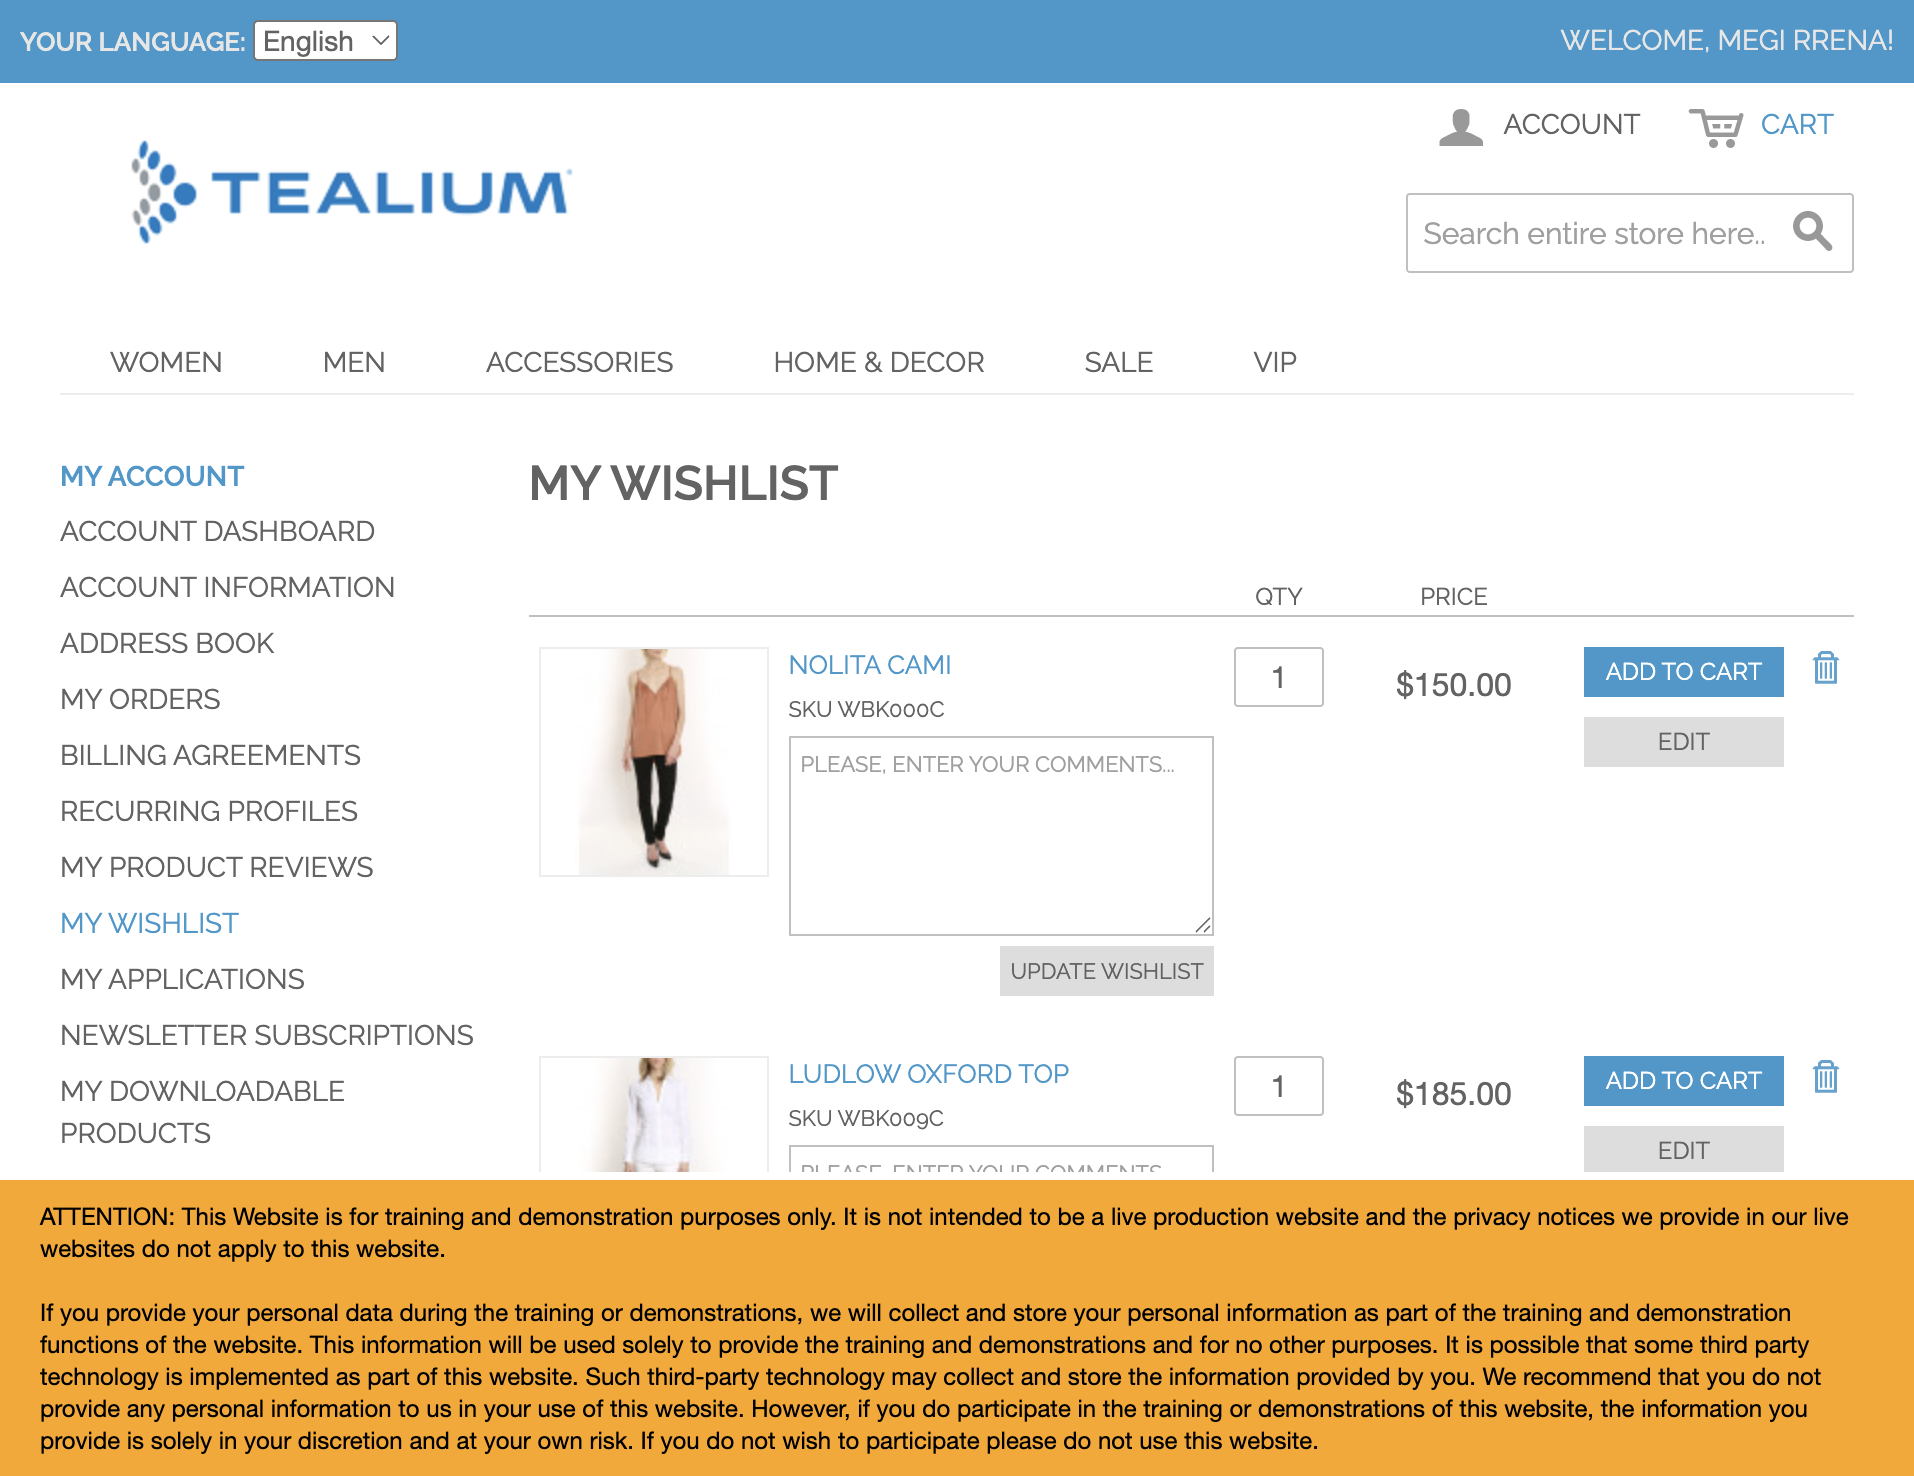 YOUR LANGUAGE: English
WELCOME, MEGI RRENA!
ACCOUNT
CART
TEALIUM
Search entire store here..
WOMEN MEN ACCESSORIES HOME & DECOR SALE VIP
MY ACCOUNT
ACCOUNT DASHBOARD
ACCOUNT INFORMATION
ADDRESS BOOK
MY ORDERS
BILLING AGREEMENTS
RECURRING PROFILES
MY PRODUCT REVIEWS
MY WISHLIST
MY APPLICATIONS
NEWSLETTER SUBSCRIPTIONS
MY DOWNLOADABLE
PRODUCTS
MY WISHLIST
QTY PRICE
NOLITA CAMI
SKU WBK000C
PLEASE, ENTER YOUR COMMENTS...
UPDATE WISHLIST
1
$150.00
ADD TO CART
EDIT
LUDLOW OXFORD TOP
SKU WBK009C
PLEASE, ENTER YOUR COMMENTS
1
$185.00
ADD TO CART
EDIT
ATTENTION: This Website is for training and demonstration purposes only. It is not intended to be a live production website and the privacy notices we provide in our live
websites do not apply to this website.
If you provide your personal data during the training or demonstrations, we will collect and store your personal information as part of the training and demonstration
functions of the website. This information will be used solely to provide the training and demonstrations and for no other purposes. It is possible that some third party
technology is implemented as part of this website. Such third-party technology may collect and store the information provided by you. We recommend that you do not
provide any personal information to us in your use of this website. However, if you do participate in the training or demonstrations of this website, the information you
provide is solely in your discretion and at your own risk. If you do not wish to participate please do not use this website.